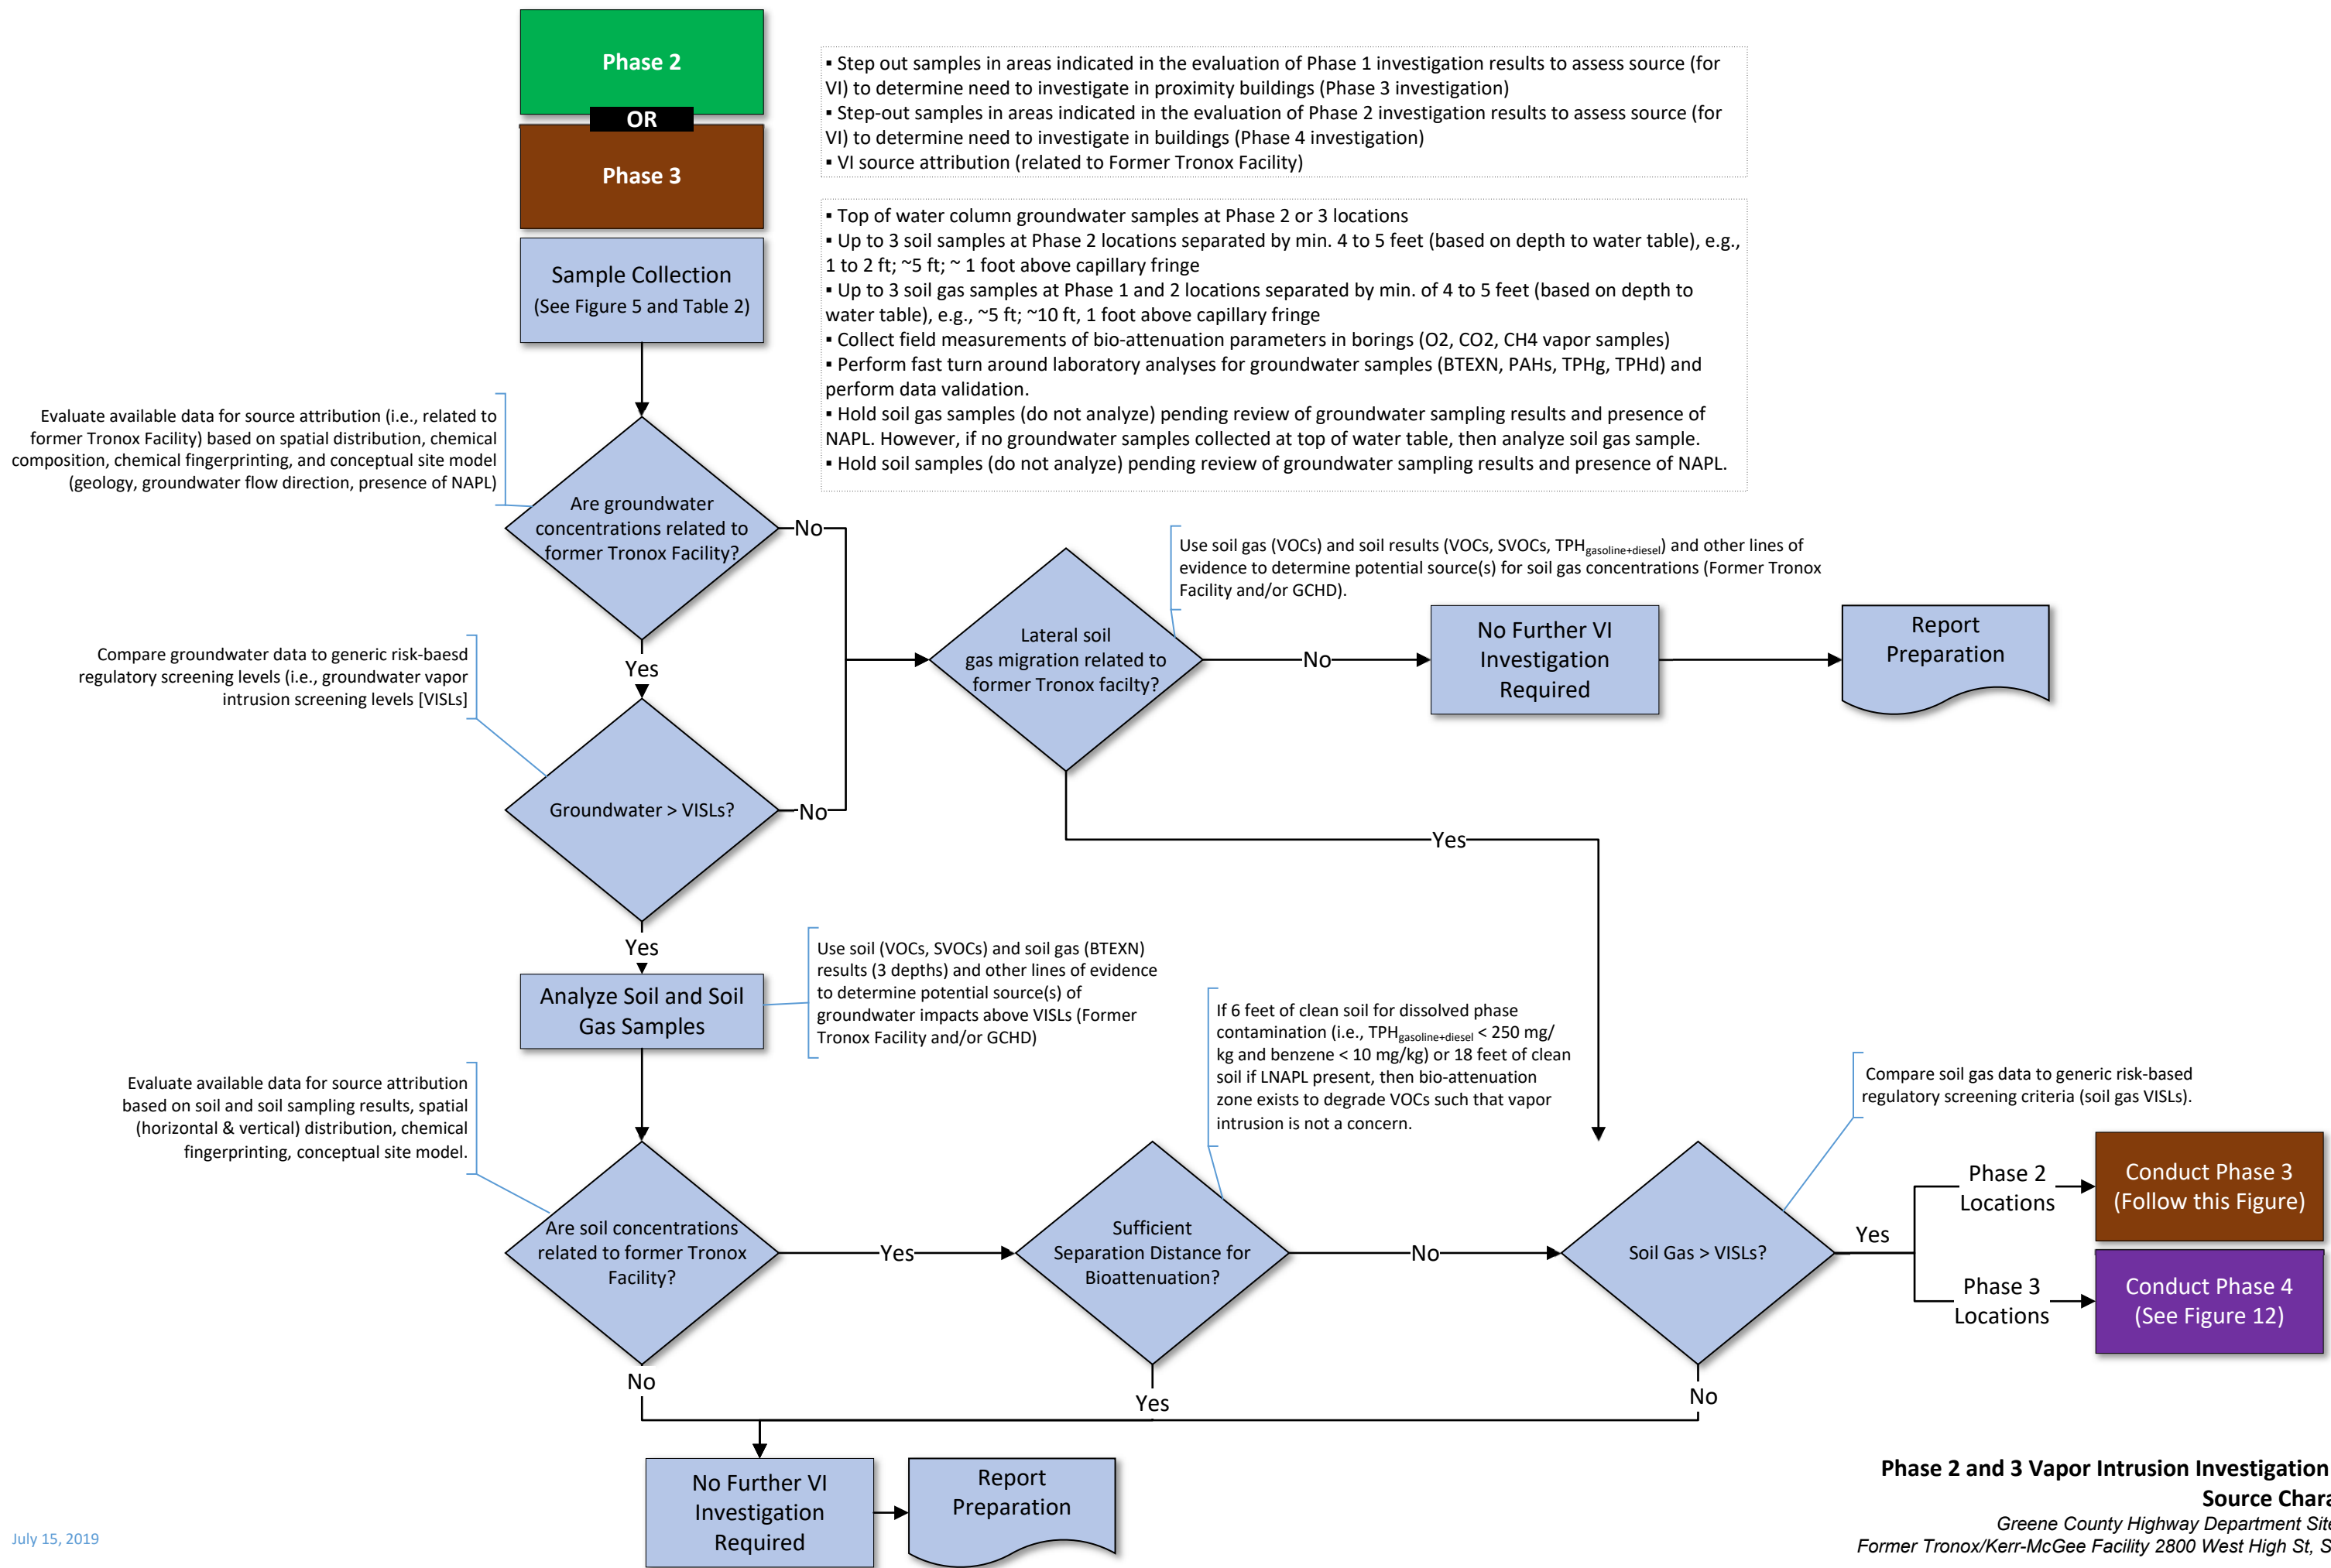 Phase 2
OR
Phase 3
Sample Collection
(See Figure 5 and Table 2)
▪ Step out samples in areas indicated in the evaluation of Phase 1 investigation results to assess source (for
VI) to determine need to investigate in proximity buildings (Phase 3 investigation)
▪ Step-out samples in areas indicated in the evaluation of Phase 2 investigation results to assess source (for
VI) to determine need to investigate in buildings (Phase 4 investigation)
▪ VI source attribution (related to Former Tronox Facility)
▪ Top of water column groundwater samples at Phase 2 or 3 locations
▪ Up to 3 soil samples at Phase 2 locations separated by min. 4 to 5 feet (based on depth to water table), e.g.,
1 to 2 ft; ~5 ft; ~ 1 foot above capillary fringe
▪ Up to 3 soil gas samples at Phase 1 and 2 locations separated by min. of 4 to 5 feet (based on depth to
water table), e.g., ~5 ft; ~10 ft, 1 foot above capillary fringe
▪ Collect field measurements of bio-attenuation parameters in borings (O2, CO2, CH4 vapor samples)
▪ Perform fast turn around laboratory analyses for groundwater samples (BTEXN, PAHs, TPHg, TPHd) and
perform data validation.
▪ Hold soil gas samples (do not analyze) pending review of groundwater sampling results and presence of
NAPL. However, if no groundwater samples collected at top of water table, then analyze soil gas sample.
▪ Hold soil samples (do not analyze) pending review of groundwater sampling results and presence of NAPL.
Evaluate available data for source attribution (i.e., related to
former Tronox Facility) based on spatial distribution, chemical
composition, chemical fingerprinting, and conceptual site model
(geology, groundwater flow direction, presence of NAPL)
Are groundwater
concentrations related to
former Tronox Facility?
No
Yes
Compare groundwater data to generic risk-baesd
regulatory screening levels (i.e., groundwater vapor
intrusion screening levels [VISLs]
Groundwater > VISLs?
No
Yes
Use soil gas (VOCs) and soil results (VOCs, SVOCs, TPHgasoline+diesel) and other lines of
evidence to determine potential source(s) for soil gas concentrations (Former Tronox
Facility and/or GCHD).
Lateral soil
gas migration related to
former Tronox facilty?
No
No Further VI
Investigation
Required
Report
Preparation
Yes
Analyze Soil and Soil
Gas Samples
Use soil (VOCs, SVOCs) and soil gas (BTEXN)
results (3 depths) and other lines of evidence
to determine potential source(s) of
groundwater impacts above VISLs (Former
Tronox Facility and/or GCHD)
If 6 feet of clean soil for dissolved phase
contamination (i.e., TPHgasoline+diesel < 250 mg/
kg and benzene < 10 mg/kg) or 18 feet of clean
soil if LNAPL present, then bio-attenuation
zone exists to degrade VOCs such that vapor
intrusion is not a concern.
Evaluate available data for source attribution
based on soil and soil sampling results, spatial
(horizontal & vertical) distribution, chemical
fingerprinting, conceptual site model.
Compare soil gas data to generic risk-based
regulatory screening criteria (soil gas VISLs).
Are soil concentrations
related to former Tronox
Facility?
Yes
Sufficient
Separation Distance for
Bioattenuation?
No
Soil Gas > VISLs?
Yes
Phase 2
Locations
Conduct Phase 3
(Follow this Figure)
Phase 3
Locations
Conduct Phase 4
(See Figure 12)
No
Yes
No
No Further VI
Investigation
Required
Report
Preparation
Phase 2 and 3 Vapor Intrusion Investigation
Source Chara
Greene County Highway Department Site
Former Tronox/Kerr-McGee Facility 2800 West High St, S
July 15, 2019